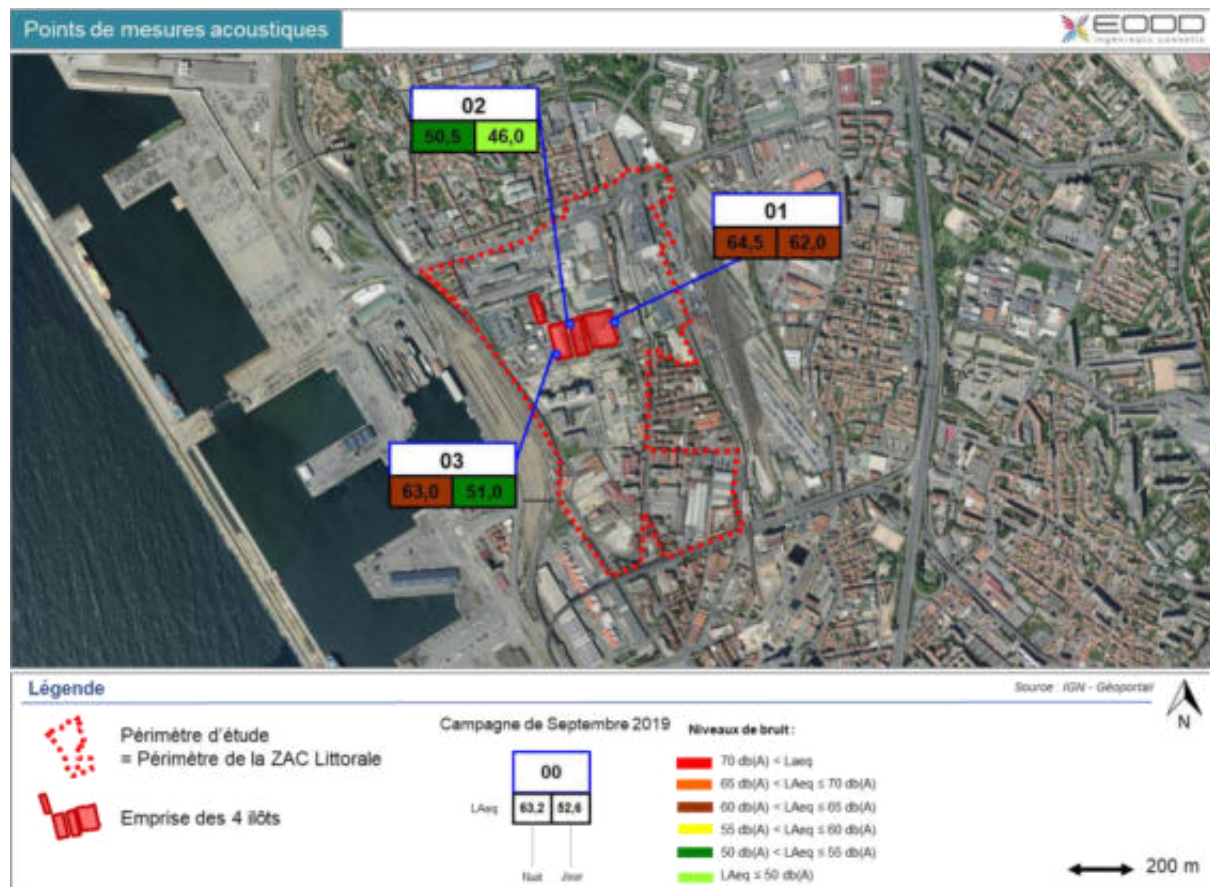 Points de mesures acoustiques
EODD
ingénieurs conseils
02
50,5 46,0
01
64,5 62,0
03
63,0 51,0
Légende
Source : IGN - Géoportail
N
Périmètre d'étude
= Périmètre de la ZAC Littorale
Emprise des 4 ilôts
Campagne de Septembre 2019
00
LAeq 63,2 52,6
Nuit Jour
Niveaux de bruit :
70 db(A) < Laeq
65 db(A) < LAeq ≤ 70 db(A)
60 db(A) < LAeq ≤ 65 db(A)
55 db(A) < LAeq ≤ 60 db(A)
50 db(A) < LAeq ≤ 55 db(A)
LAeq ≤ 50 db(A)
200 m